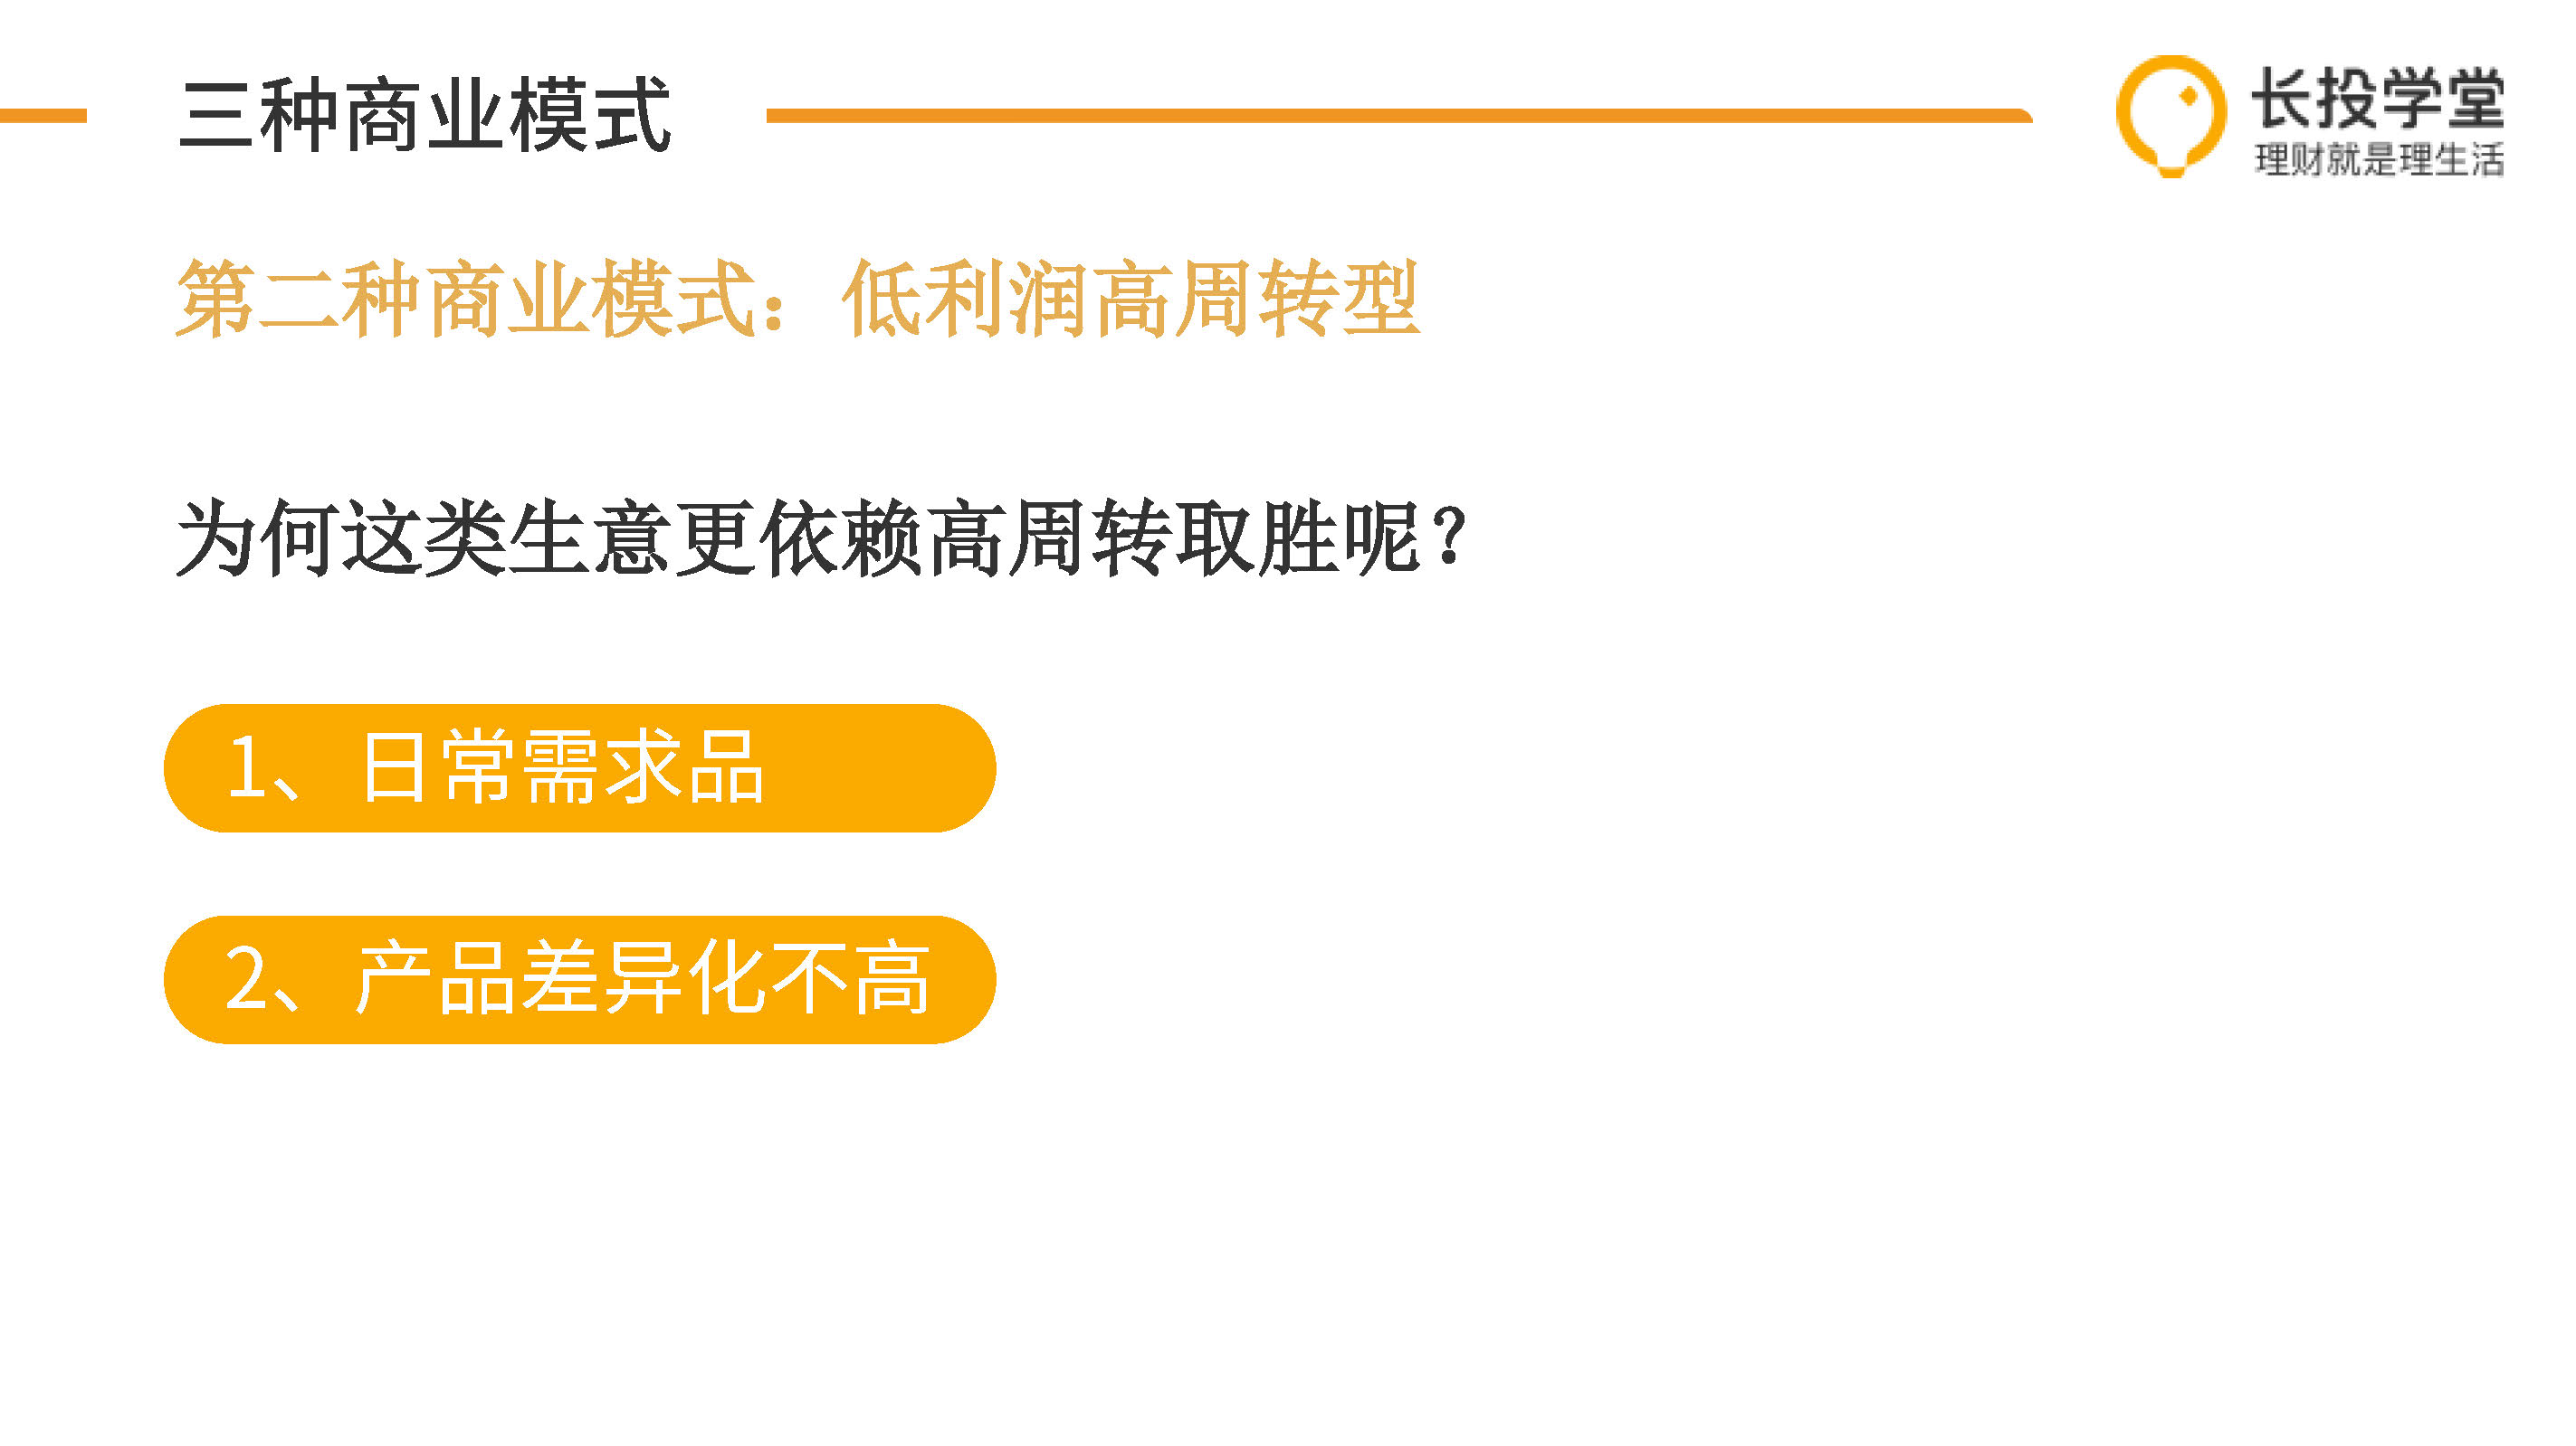 三种商业模式
长投学堂
理财就是理生活
第二种商业模式：低利润高周转型
为何这类生意更依赖高周转取胜呢？
1、日常需求品
2、产品差异化不高